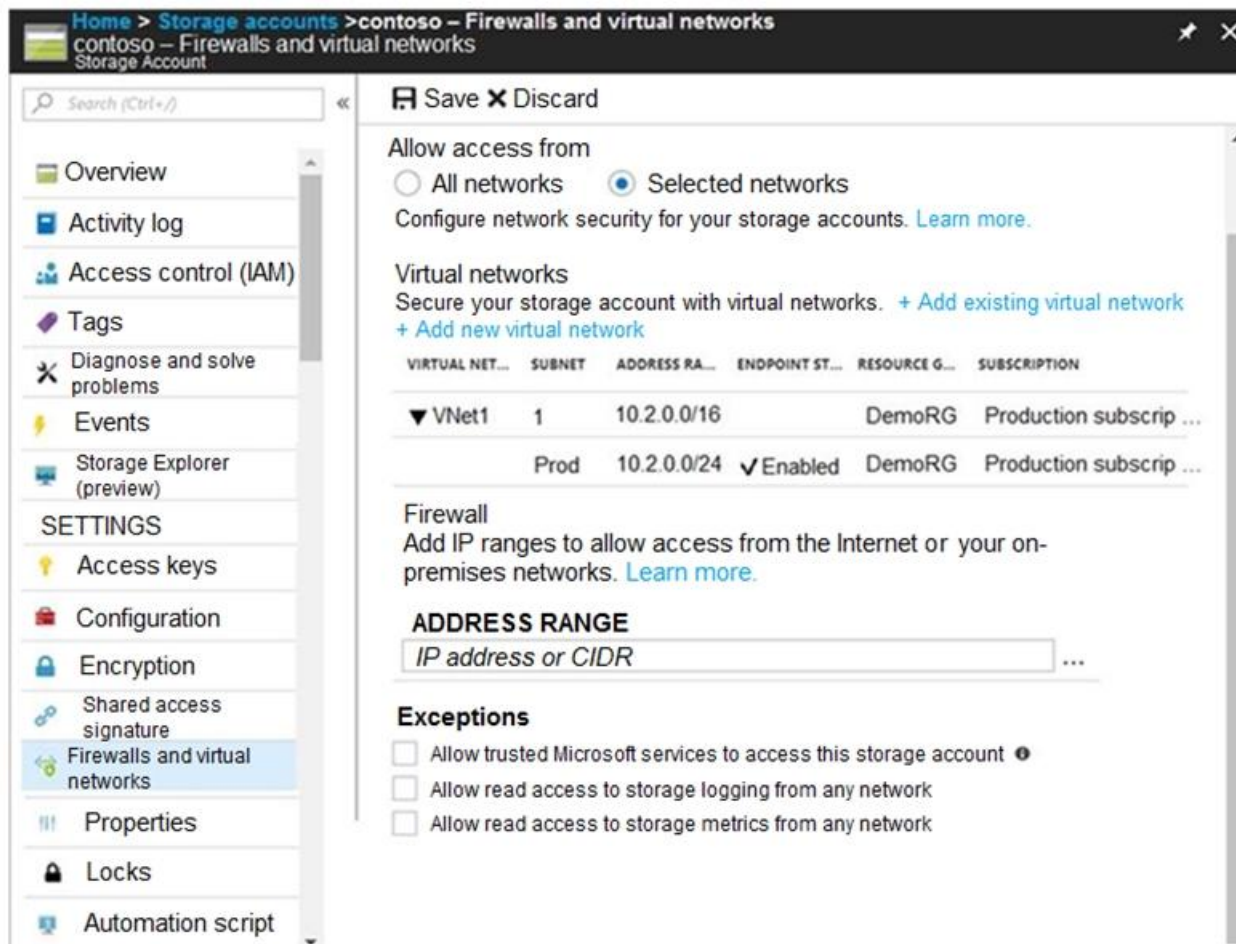 Home > Storage accounts >contoso – Firewalls and virtual networks
contoso – Firewalls and virtual networks
Storage Account
Search (Ctrl+/)
«
Overview
Activity log
Access control (IAM)
Tags
Diagnose and solve
problems
Events
Storage Explorer
(preview)
SETTINGS
Access keys
Configuration
Encryption
Shared access
signature
Firewalls and virtual
networks
Properties
Locks
Automation script
Save ✖ Discard
Allow access from
All networks Selected networks
Configure network security for your storage accounts. Learn more.
Virtual networks
Secure your storage account with virtual networks. + Add existing virtual network
+ Add new virtual network
VIRTUAL NET... SUBNET ADDRESS RA... ENDPOINT ST... RESOURCE G... SUBSCRIPTION
▼ VNet1 1 10.2.0.0/16 DemoRG Production subscrip ...
Prod 10.2.0.0/24 ✓Enabled DemoRG Production subscrip ...
Firewall
Add IP ranges to allow access from the Internet or your on-
premises networks. Learn more.
ADDRESS RANGE
IP address or CIDR ...
Exceptions
Allow trusted Microsoft services to access this storage account
Allow read access to storage logging from any network
Allow read access to storage metrics from any network